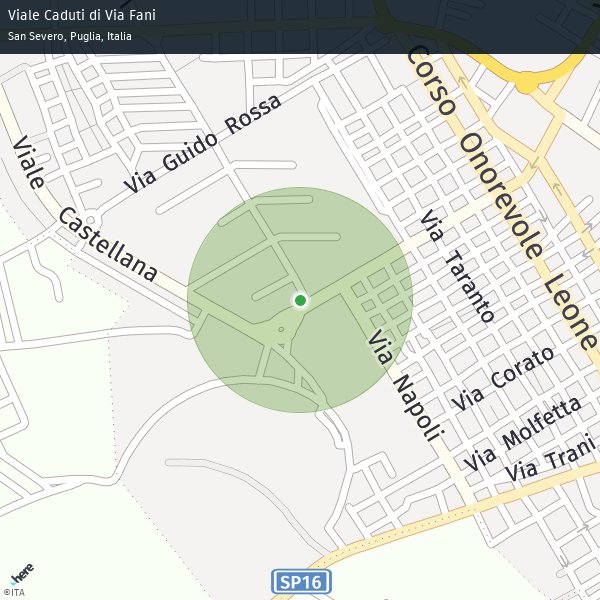 Viale Caduti di Via Fani
San Severo, Puglia, Italia
Corso Onorevole Leone
Via Guido Rossa
Viale Castellana
Via Taranto
Via Napoli
Via Corato
Via Molfetta
Via Trani
SP16
here
©ITA